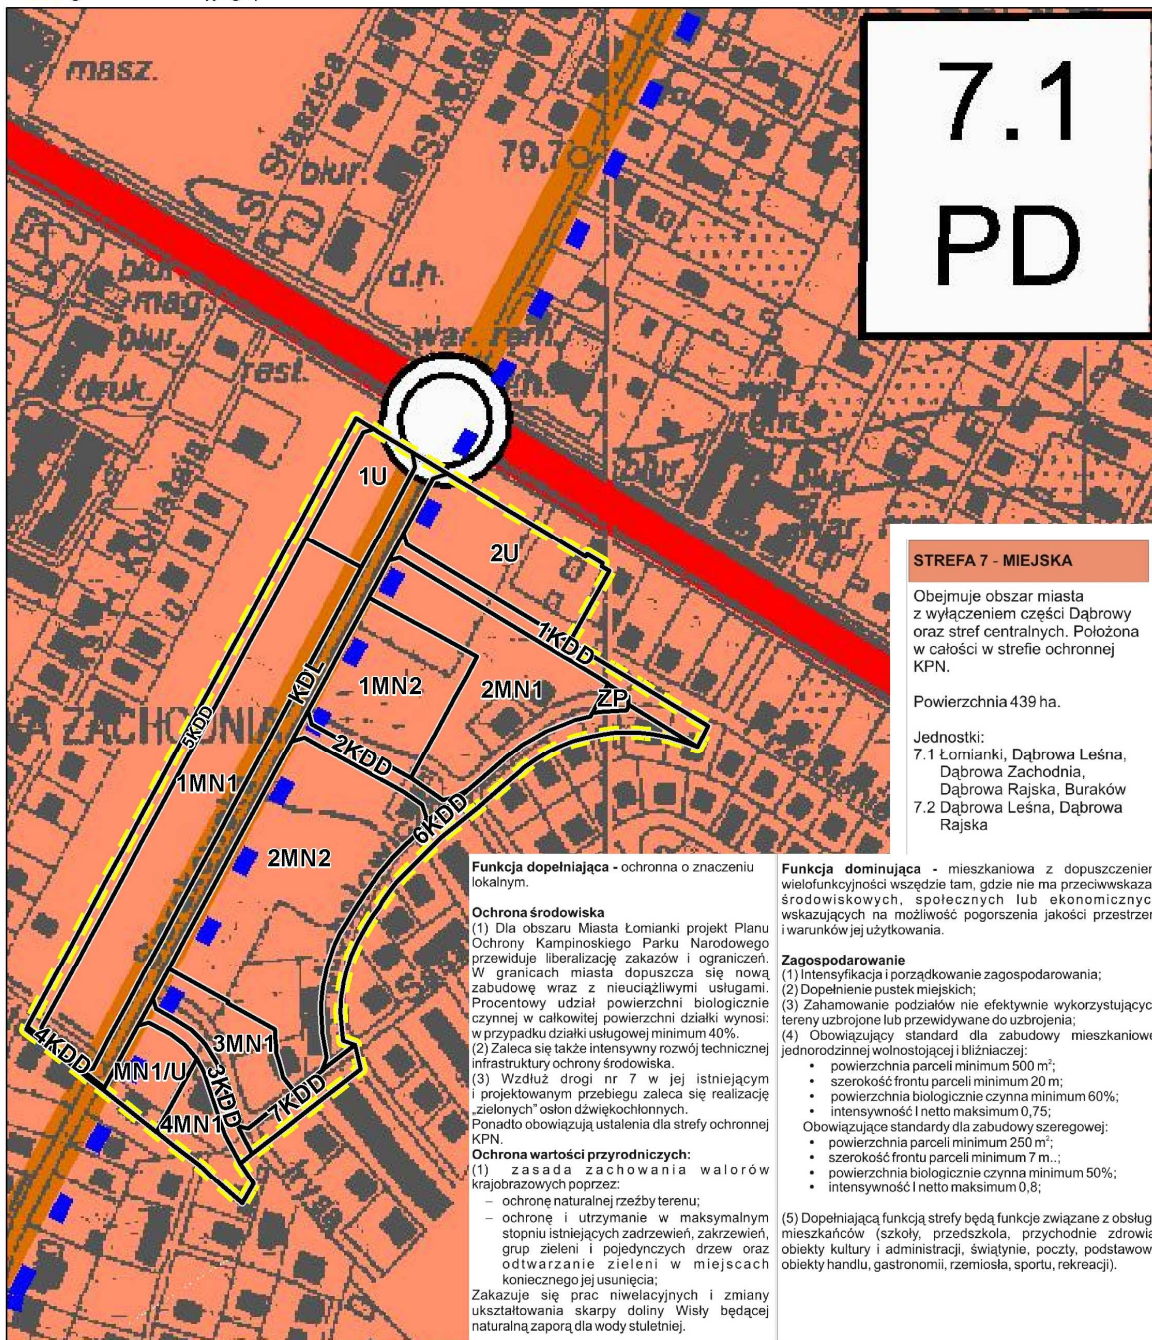 masz.
Staszica
biur.
79,7
7.1
PD
d.h.
biur.
mag.
biur.
druk.
rest.
1U
2U
1KDD
KDL
1MN2
2MN1
ZP
5KDD
A ZACHODNIA
1MN1
2KDD
6KDD
2MN2
3MN1
4KDD
MN1/U
3KDD
7KDD
4MN1
STREFA 7 - MIEJSKA
Obejmuje obszar miasta
z wyłączeniem części Dąbrowy
oraz stref centralnych. Położona
w całości w strefie ochronnej
KPN.
Powierzchnia 439 ha.
Jednostki:
7.1 Łomianki, Dąbrowa Leśna,
Dąbrowa Zachodnia,
Dąbrowa Rajska, Buraków
7.2 Dąbrowa Leśna, Dąbrowa
Rajska
Funkcja dopełniająca - ochronna o znaczeniu
lokalnym.
Ochrona środowiska
(1) Dla obszaru Miasta Łomianki projekt Planu
Ochrony Kampinoskiego Parku Narodowego
przewiduje liberalizację zakazów i ograniczeń.
W granicach miasta dopuszcza się nową
zabudowę wraz z nieuciążliwymi usługami.
Procentowy udział powierzchni biologicznie
czynnej w całkowitej powierzchni działki wynosi:
w przypadku działki usługowej minimum 40%.
(2) Zaleca się także intensywny rozwój technicznej
infrastruktury ochrony środowiska.
(3) Wzdłuż drogi nr 7 w jej istniejącym
i projektowanym przebiegu zaleca się realizację
„zielonych” osłon dźwiękochłonnych.
Ponadto obowiązują ustalenia dla strefy ochronnej
KPN.
Ochrona wartości przyrodniczych:
(1) zasada zachowania walorów
krajobrazowych poprzez:
– ochronę naturalnej rzeźby terenu;
– ochronę i utrzymanie w maksymalnym
stopniu istniejących zadrzewień, zakrzewień,
grup zieleni i pojedynczych drzew oraz
odtwarzanie zieleni w miejscach
koniecznego jej usunięcia;
Zakazuje się prac niwelacyjnych i zmiany
ukształtowania skarpy doliny Wisły będącej
naturalną zaporą dla wody stuletniej.
Funkcja dominująca - mieszkaniowa z dopuszczenien
wielofunkcyjności wszędzie tam, gdzie nie ma przeciwwskaza
środowiskowych, społecznych lub ekonomicznyc
wskazujących na możliwość pogorszenia jakości przestrzen
i warunków jej użytkowania.
Zagospodarowanie
(1) Intensyfikacja i porządkowanie zagospodarowania;
(2) Dopełnienie pustek miejskich;
(3) Zahamowanie podziałów nie efektywnie wykorzystującyc
tereny uzbrojone lub przewidywane do uzbrojenia;
(4) Obowiązujący standard dla zabudowy mieszkaniowe
jednorodzinnej wolnostojącej i bliźniaczej:
• powierzchnia parceli minimum 500 m²;
• szerokość frontu parceli minimum 20 m;
• powierzchnia biologicznie czynna minimum 60%;
• intensywność I netto maksimum 0,75;
Obowiązujące standardy dla zabudowy szeregowej:
• powierzchnia parceli minimum 250 m²;
• szerokość frontu parceli minimum 7 m..;
• powierzchnia biologicznie czynna minimum 50%;
• intensywność I netto maksimum 0,8;
(5) Dopełniającą funkcją strefy będą funkcje związane z obsług
mieszkańców (szkoły, przedszkola, przychodnie zdrowia
obiekty kultury i administracji, świątynie, poczty, podstawow
obiekty handlu, gastronomii, rzemiosła, sportu, rekreacji).